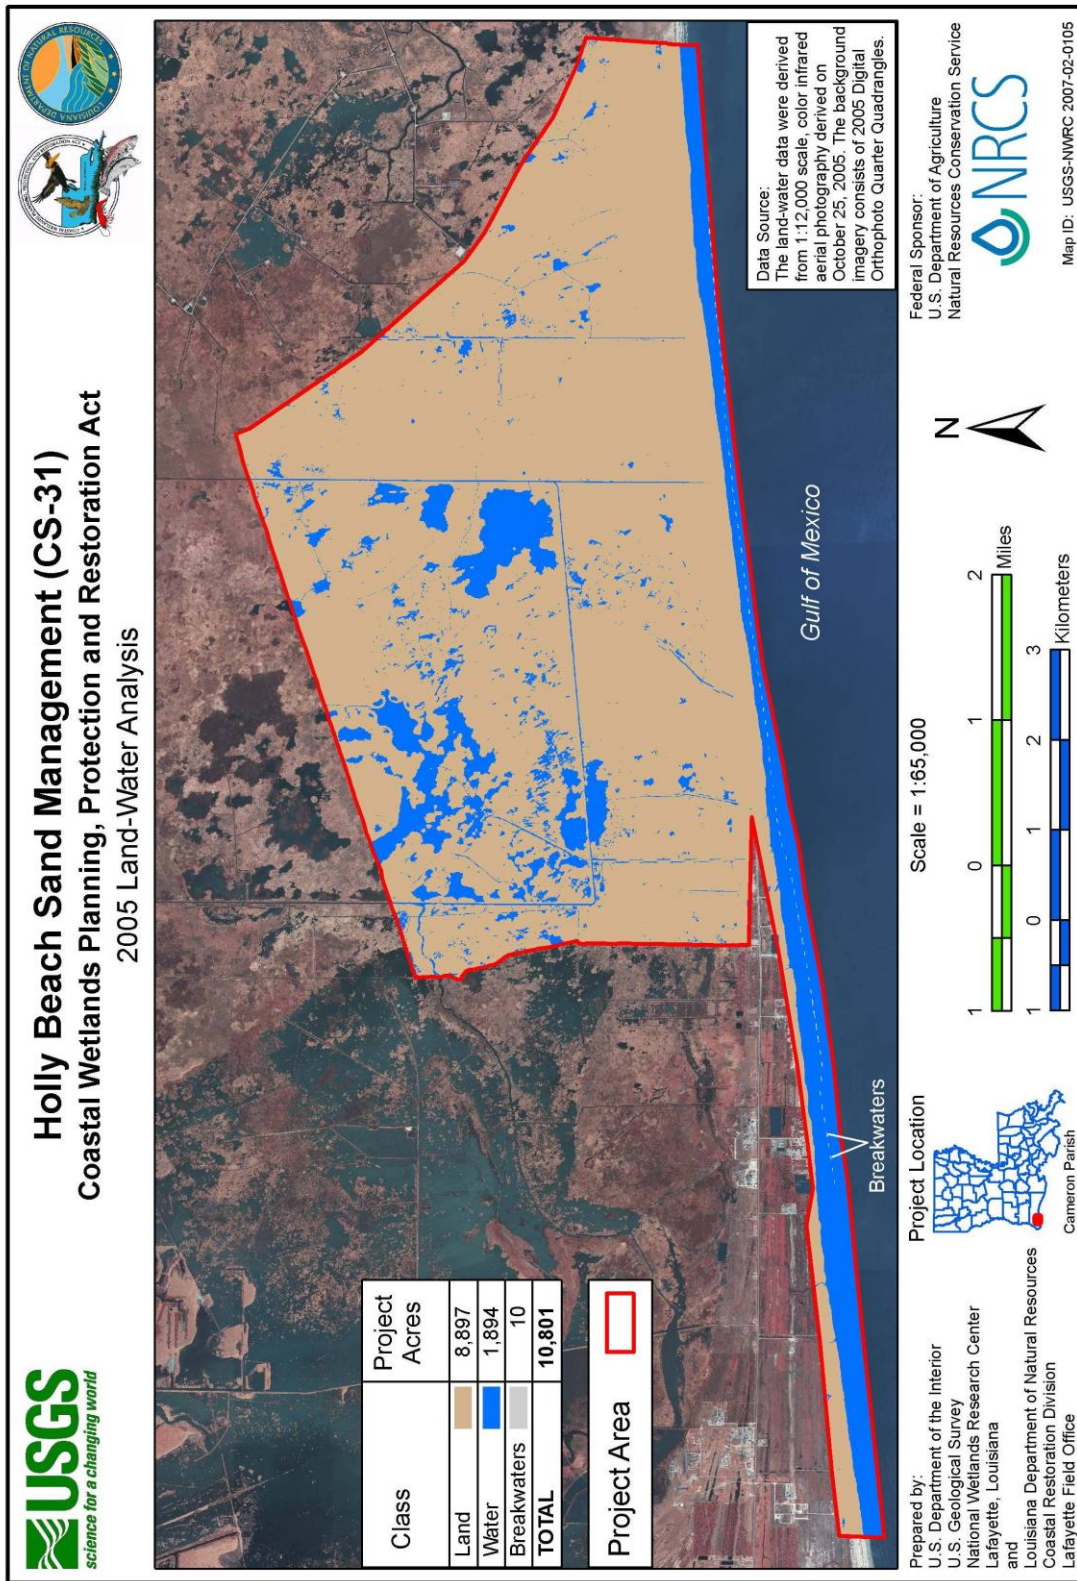 USGS
science for a changing world
Holly Beach Sand Management (CS-31)
Coastal Wetlands Planning, Protection and Restoration Act
2005 Land-Water Analysis
LOUISIANA DEPARTMENT OF NATURAL RESOURCES
Class Project Acres
Land 8,897
Water 1,894
Breakwaters 10
TOTAL 10,801
Project Area
Breakwaters
Gulf of Mexico
Data Source:
The land-water data were derived
from 1:12,000 scale, color infrared
aerial photography derived on
October 25, 2005. The background
imagery consists of 2005 Digital
Orthophoto Quarter Quadrangles.
Prepared by:
U.S. Department of the Interior
U.S. Geological Survey
National Wetlands Research Center
Lafayette, Louisiana
and
Louisiana Department of Natural Resources
Coastal Restoration Division
Lafayette Field Office
Project Location
Cameron Parish
Scale = 1:65,000
1 0 1 2
Miles
1 0 1 2 3
Kilometers
N
Federal Sponsor:
U.S. Department of Agriculture
Natural Resources Conservation Service
NRCS
Map ID: USGS-NWRC 2007-02-0105